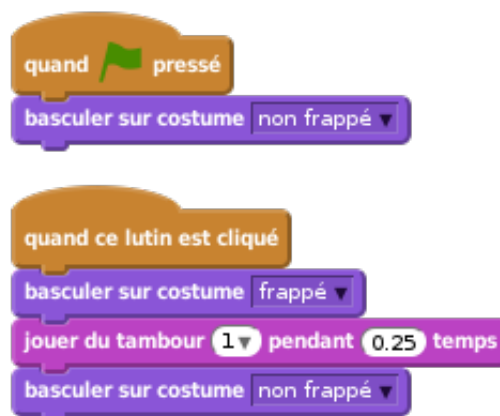 quand pressé
basculer sur costume non frappé
quand ce lutin est cliqué
basculer sur costume frappé
jouer du tambour 1 pendant 0.25 temps
basculer sur costume non frappé